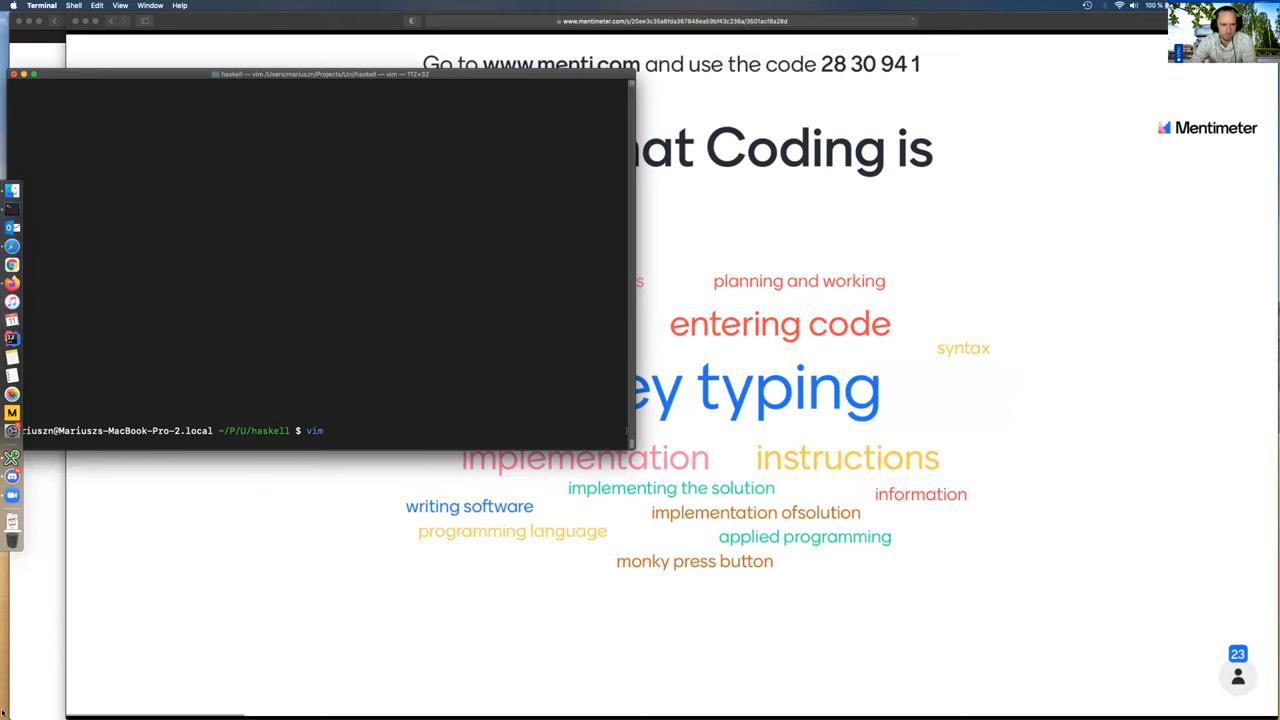 Terminal Shell Edit View Window Help
100 %
www.mentimeter.com/s/20ee3c35a6fda367848ea59bf43c236a/3501acf8a28d
Go to www.menti.com and use the code 28 30 94 1
haskell — vim /Users/mariuszn/Projects/Uni/haskell — vim — 112×32
Mentimeter
hat Coding is
s planning and working
entering code
syntax
ey typing
riuszn@Mariuszs-MacBook-Pro-2.local ~/P/U/haskell $ vim
implementation instructions
implementing the solution
information
writing software
implementation ofsolution
programming language
applied programming
monky press button
23